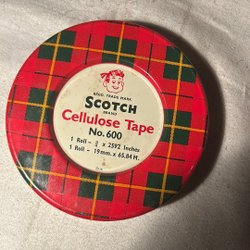 REGD. TRADE MARK
SCOTCH
BRAND
Cellulose Tape
No. 600
1 Roll - ¾ x 2592 Inches
1 Roll - 19mm. x 65.84 M.